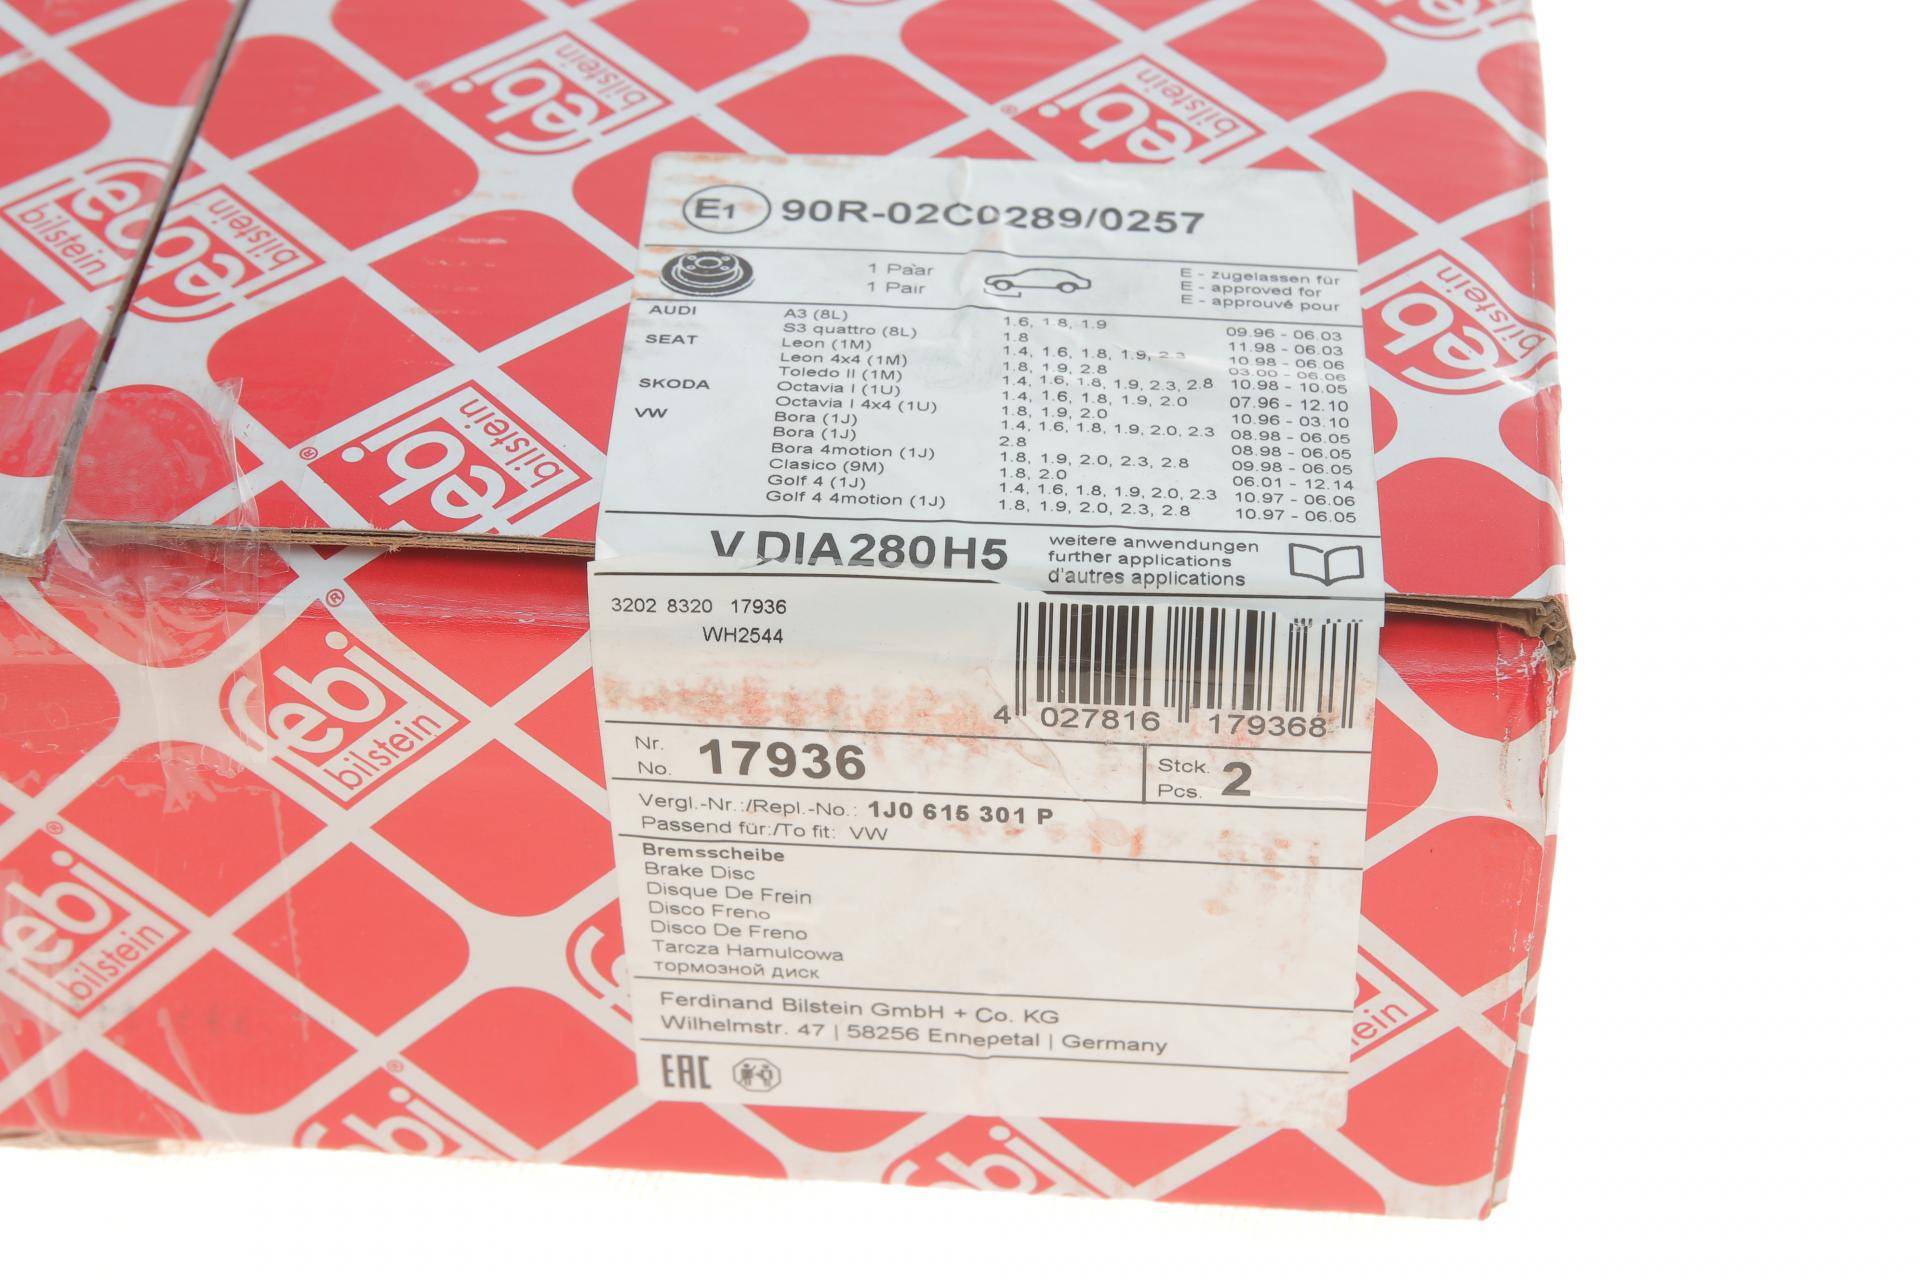 febi bilstein
E1 90R-02C0289/0257
1 Paar
1 Pair
E - zugelassen für
E - approved for
E - approuvé pour
AUDI A3 (8L) 1.6, 1.8, 1.9 09.96 - 06.03
S3 quattro (8L) 1.8 11.98 - 06.03
SEAT Leon (1M) 1.4, 1.6, 1.8, 1.9, 2.3 10.98 - 06.06
Leon 4x4 (1M) 1.8, 1.9, 2.8 03.00 - 06.06
Toledo II (1M) 1.4, 1.6, 1.8, 1.9, 2.3, 2.8 10.98 - 10.05
SKODA Octavia I (1U) 1.4, 1.6, 1.8, 1.9, 2.0 07.96 - 12.10
Octavia I 4x4 (1U) 1.8, 1.9, 2.0 10.96 - 03.10
VW Bora (1J) 1.4, 1.6, 1.8, 1.9, 2.0, 2.3 08.98 - 06.05
Bora (1J) 2.8 08.98 - 06.05
Bora 4motion (1J) 1.8, 1.9, 2.0, 2.3, 2.8 09.98 - 06.05
Clasico (9M) 1.8, 2.0 06.01 - 12.14
Golf 4 (1J) 1.4, 1.6, 1.8, 1.9, 2.0, 2.3 10.97 - 06.06
Golf 4 4motion (1J) 1.8, 1.9, 2.0, 2.3, 2.8 10.97 - 06.05
V DIA280H5
weitere anwendungen
further applications
d'autres applications
3202 8320 17936
WH2544
4 027816 179368
Nr.
No. 17936
Stck.
Pcs. 2
Vergl.-Nr.:/Repl.-No.: 1J0 615 301 P
Passend für:/To fit: VW
Bremsscheibe
Brake Disc
Disque De Frein
Disco Freno
Disco De Freno
Tarcza Hamulcowa
тормозной диск
Ferdinand Bilstein GmbH + Co. KG
Wilhelmstr. 47 | 58256 Ennepetal | Germany
EAC